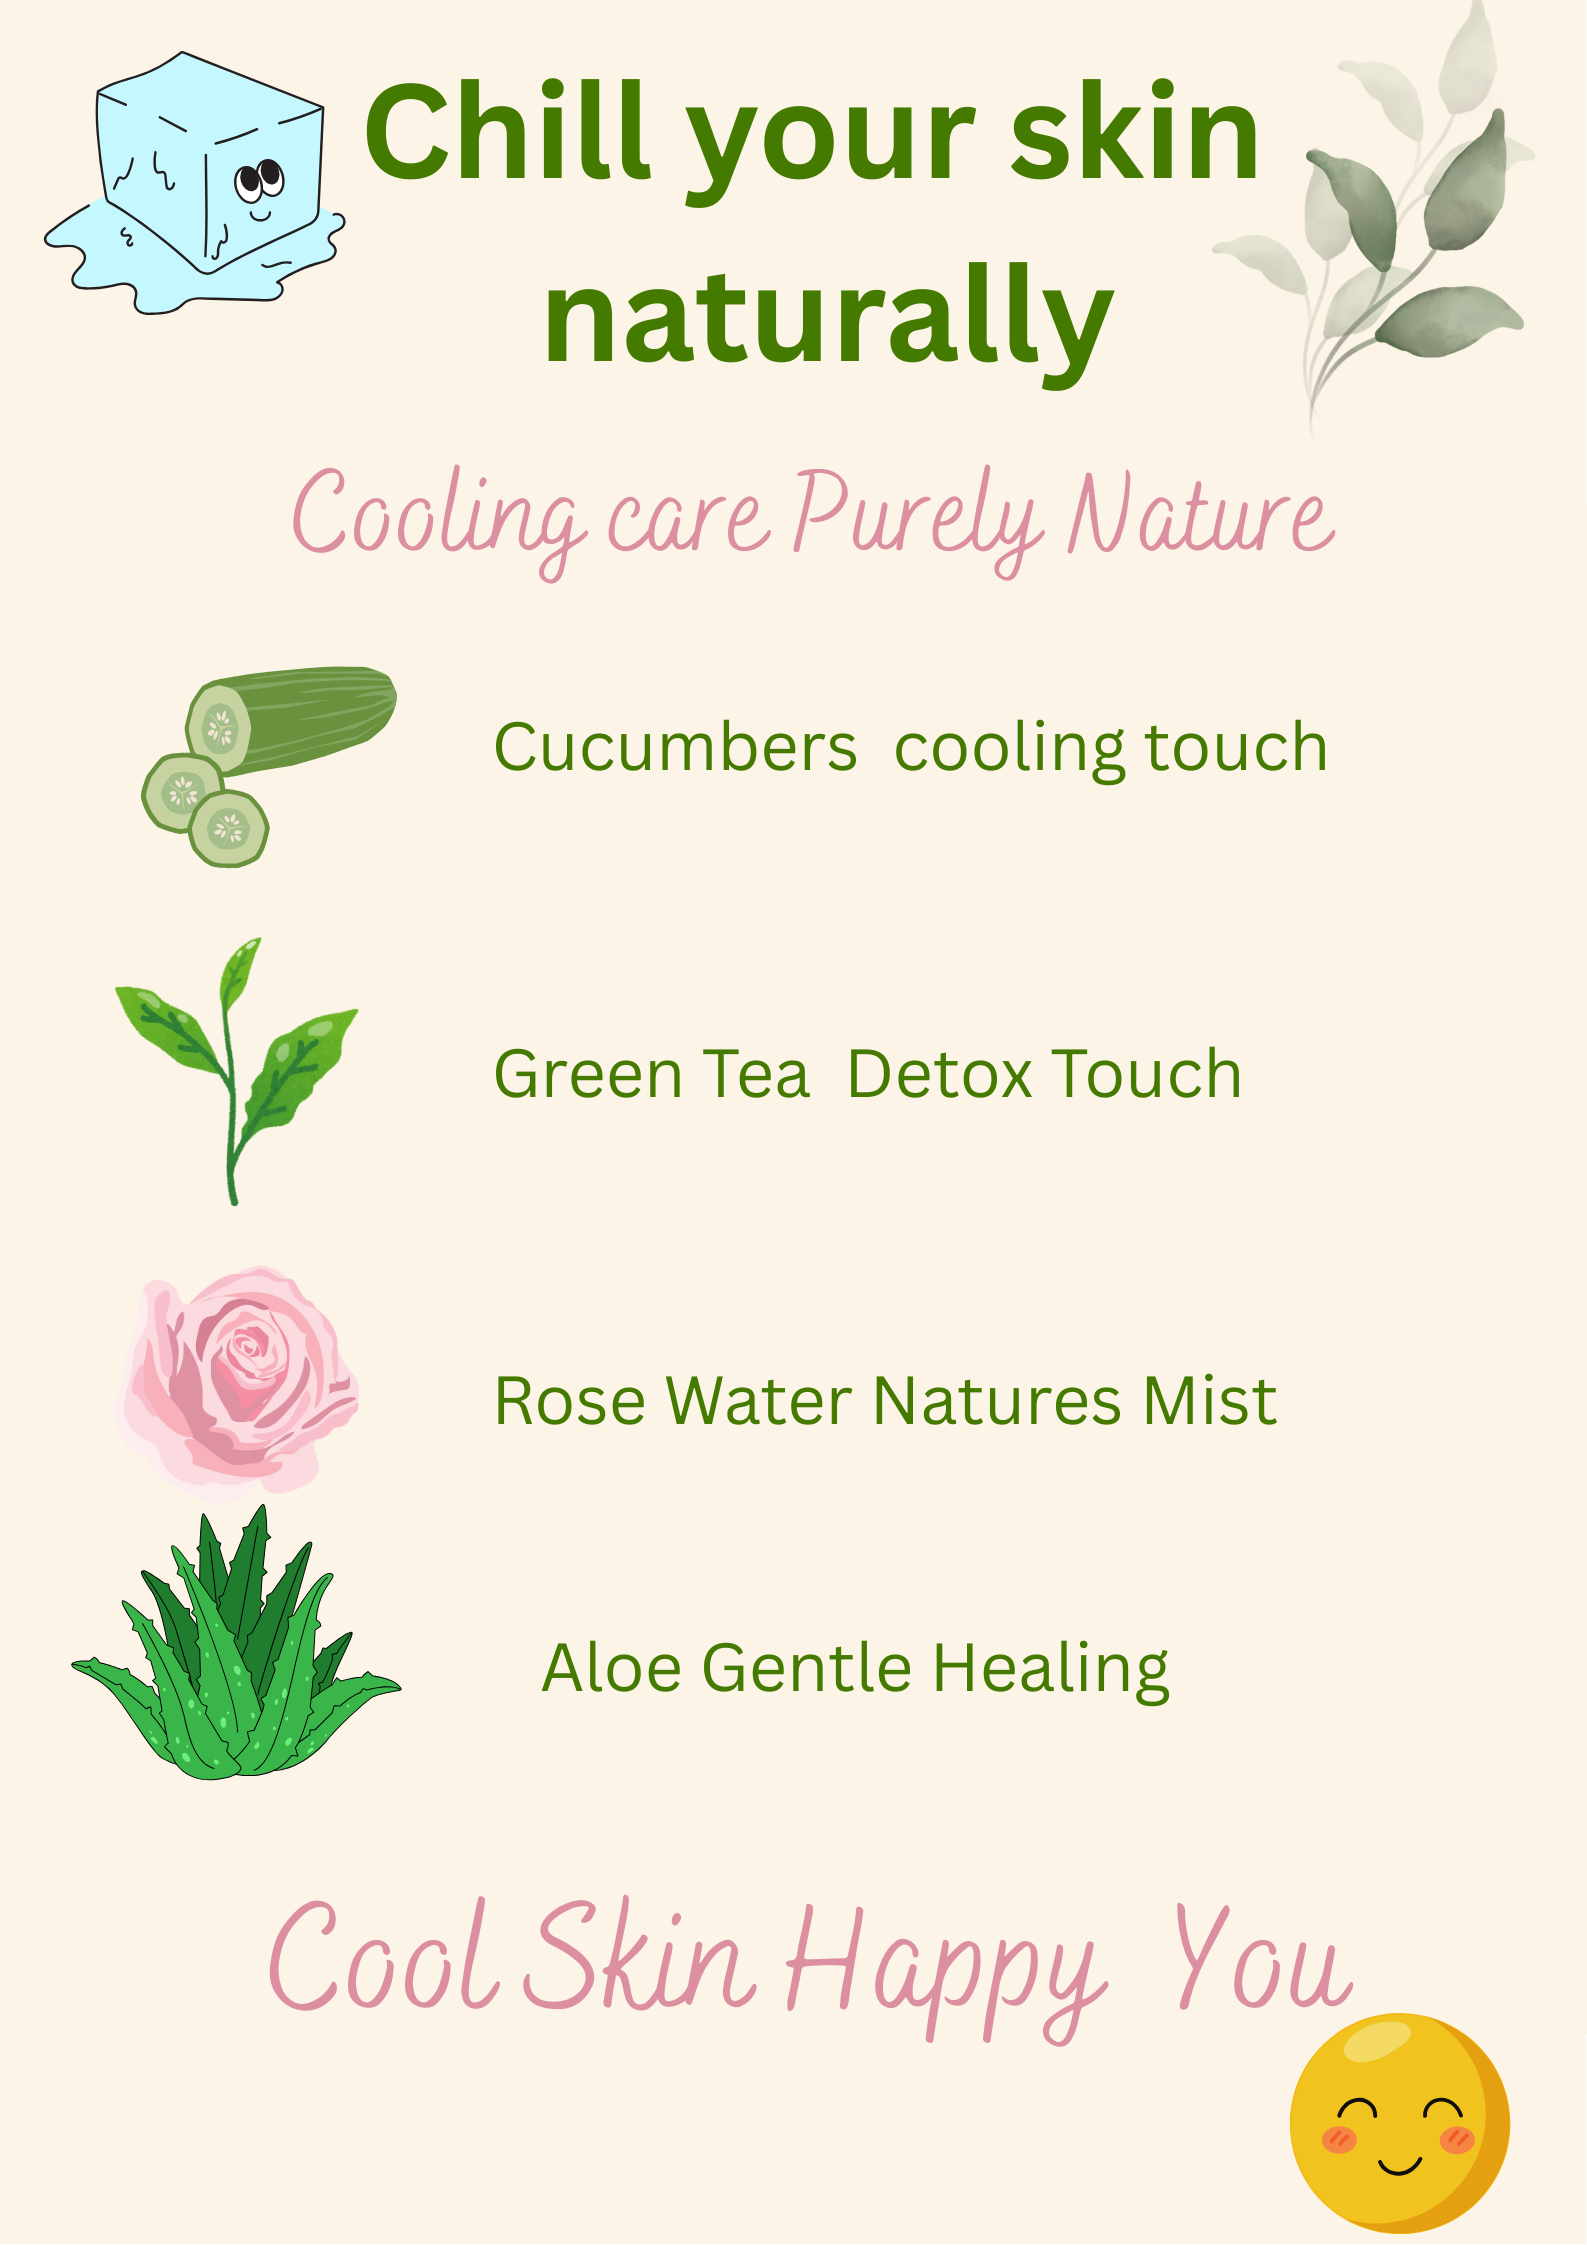 Chill your skin
naturally
Cooling care Purely Nature
Cucumbers  cooling touch
Green Tea  Detox Touch
Rose Water Natures Mist
Aloe Gentle Healing
Cool Skin Happy  You